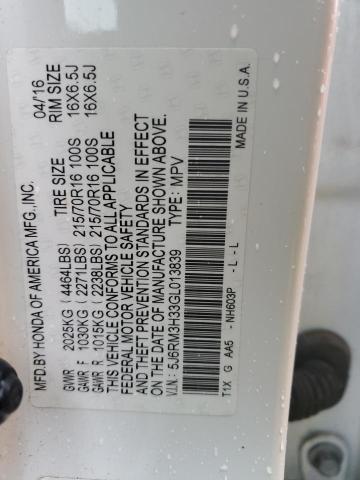 MFD.BY HONDA OF AMERICA MFG.,INC. 04/16
TIRE SIZE RIM SIZE
GVWR 2025KG ( 4464LBS) 215/70R16 100S 16X6.5J
GAWR F 1030KG ( 2271LBS) 215/70R16 100S 16X6.5J
GAWR R 1015KG ( 2238LBS)
THIS VEHICLE CONFORMS TO ALL APPLICABLE
FEDERAL MOTOR VEHICLE SAFETY
AND THEFT PREVENTION STANDARDS IN EFFECT
ON THE DATE OF MANUFACTURE SHOWN ABOVE.
V.I.N.: 5J6RM3H33GL013839 TYPE: MPV
MADE IN U.S.A.
T1X G AA5 - NH603P - L - L